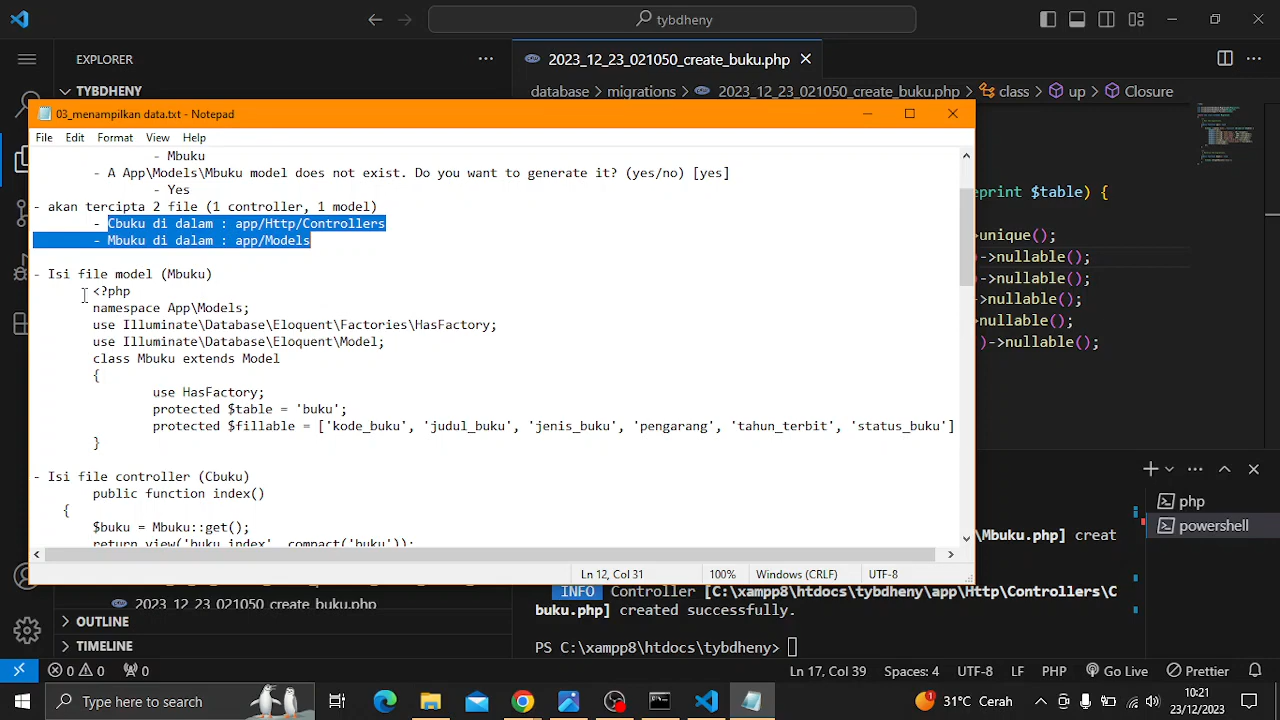 tybdheny
EXPLORER
2023_12_23_021050_create_buku.php
TYBDHENY
database > migrations > 2023_12_23_021050_create_buku.php > class > up > Closure
03_menampilkan data.txt - Notepad
File Edit Format View Help
- Mbuku
- A App\Models\Mbuku model does not exist. Do you want to generate it? (yes/no) [yes]
- Yes
- akan tercipta 2 file (1 controller, 1 model)
- Cbuku di dalam : app/Http/Controllers
- Mbuku di dalam : app/Models
- Isi file model (Mbuku)
<?php
namespace App\Models;
use Illuminate\Database\Eloquent\Factories\HasFactory;
use Illuminate\Database\Eloquent\Model;
class Mbuku extends Model
{
use HasFactory;
protected $table = 'buku';
protected $fillable = ['kode_buku', 'judul_buku', 'jenis_buku', 'pengarang', 'tahun_terbit', 'status_buku']
}
- Isi file controller (Cbuku)
public function index()
{
$buku = Mbuku::get();
return view('buku.index', compact('buku'));
Ln 12, Col 31 100% Windows (CRLF) UTF-8
eprint $table) {
unique();
)->nullable();
->nullable();
->nullable();
nullable();
)->nullable();
php
powershell
\Mbuku.php] creat
INFO Controller [C:\xampp8\htdocs\tybdheny\app\Http\Controllers\C
buku.php] created successfully.
PS C:\xampp8\htdocs\tybdheny>
2023_12_23_021050_create_buku.php
OUTLINE
TIMELINE
0 0 0 Ln 17, Col 39 Spaces: 4 UTF-8 LF PHP Go Live Prettier
Type here to search
1 31°C Cerah 10:21
23/12/2023